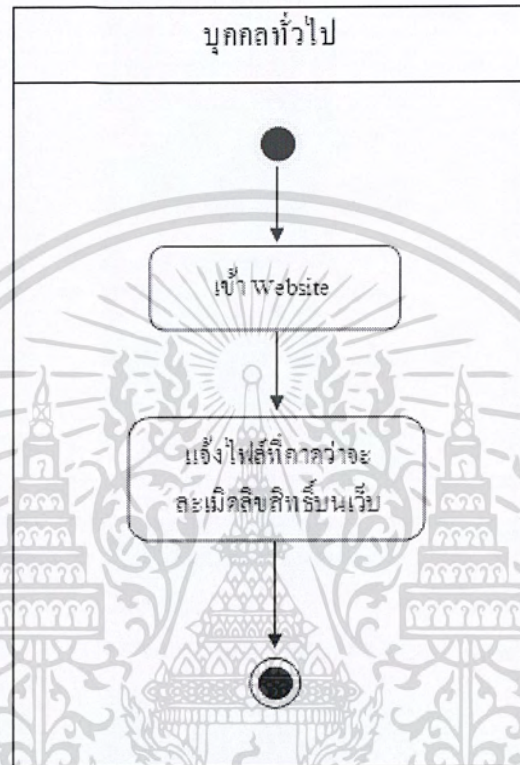 บุคคลทั่วไป
เข้า Website
แจ้งไฟล์ที่คาดว่าจะ
ละเมิดลิขสิทธิ์บนเว็บ